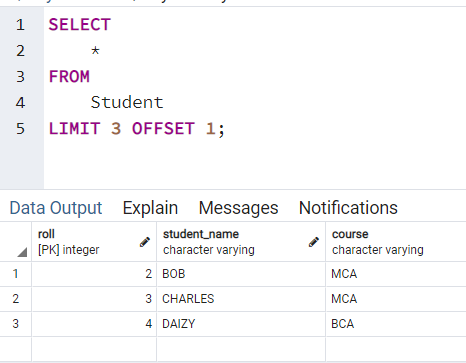 1 SELECT
2 *
3 FROM
4 Student
5 LIMIT 3 OFFSET 1;
Data Output Explain Messages Notifications
roll student_name course
[PK] integer character varying character varying
1 2 BOB MCA
2 3 CHARLES MCA
3 4 DAIZY BCA